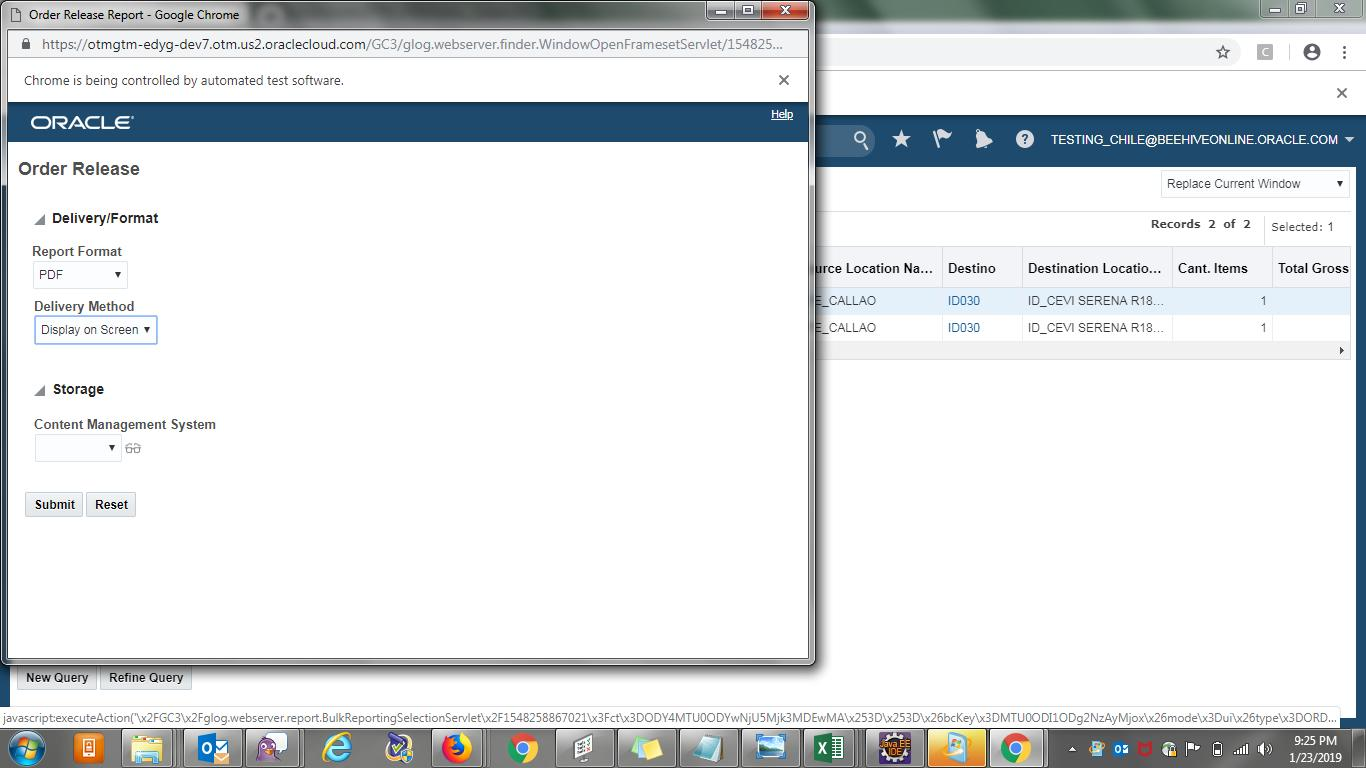 Order Release Report - Google Chrome
https://otmgtm-edyg-dev7.otm.us2.oraclecloud.com/GC3/glog.webserver.finder.WindowOpenFramesetServlet/154825...
Chrome is being controlled by automated test software.
ORACLE
Help
Order Release
Delivery/Format
Report Format
PDF
Delivery Method
Display on Screen
Storage
Content Management System
Submit Reset
C
TESTING_CHILE@BEEHIVEONLINE.ORACLE.COM
Replace Current Window
Records 2 of 2 Selected: 1
urce Location Na... Destino Destination Locatio... Cant. Items Total Gross
E_CALLAO ID030 ID_CEVI SERENA R18... 1
E_CALLAO ID030 ID_CEVI SERENA R18... 1
New Query Refine Query
javascript:executeAction("\x2FGC3\x2Fglog.webserver.report.BulkReportingSelectionServlet\x2F1548258867021\x3Fct\x3DODY4MTU0ODYwNjU5Mjk3MDEwMA\x253D\x253D\x26bcKey\x3DMTU0ODI1ODg2NzAyMjox\x26mode\x3Dui\x26type\x3DORD...
Java EE
IDE
9:25 PM
1/23/2019